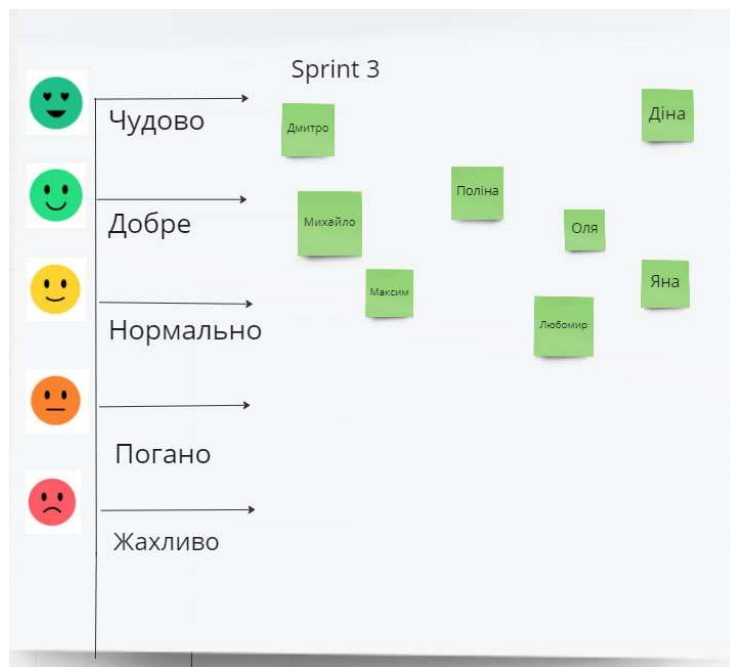 Sprint 3
Чудово
Дмитро
Діна
Добре
Михайло
Поліна
Оля
Нормально
Максим
Любомир
Яна
Погано
Жахливо